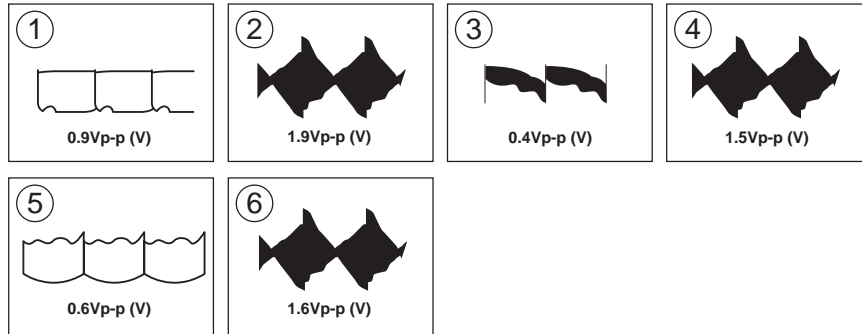 1
0.9Vp-p (V)
2
1.9Vp-p (V)
3
0.4Vp-p (V)
4
1.5Vp-p (V)
5
0.6Vp-p (V)
6
1.6Vp-p (V)